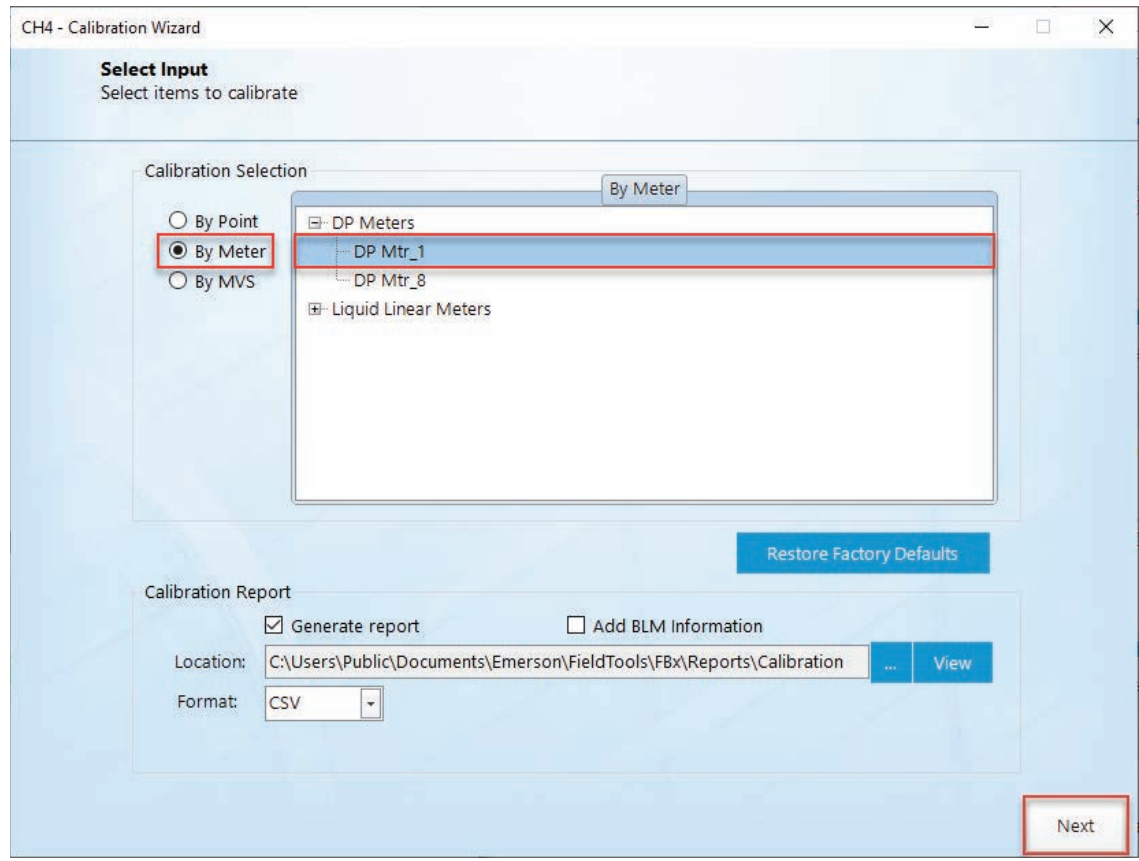 CH4 - Calibration Wizard
Select Input
Select items to calibrate
Calibration Selection
By Meter
By Point
By Meter
By MVS
DP Meters
DP Mtr_1
DP Mtr_8
Liquid Linear Meters
Restore Factory Defaults
Calibration Report
Generate report
Add BLM Information
Location: C:\Users\Public\Documents\Emerson\FieldTools\FBx\Reports\Calibration ... View
Format: CSV
Next